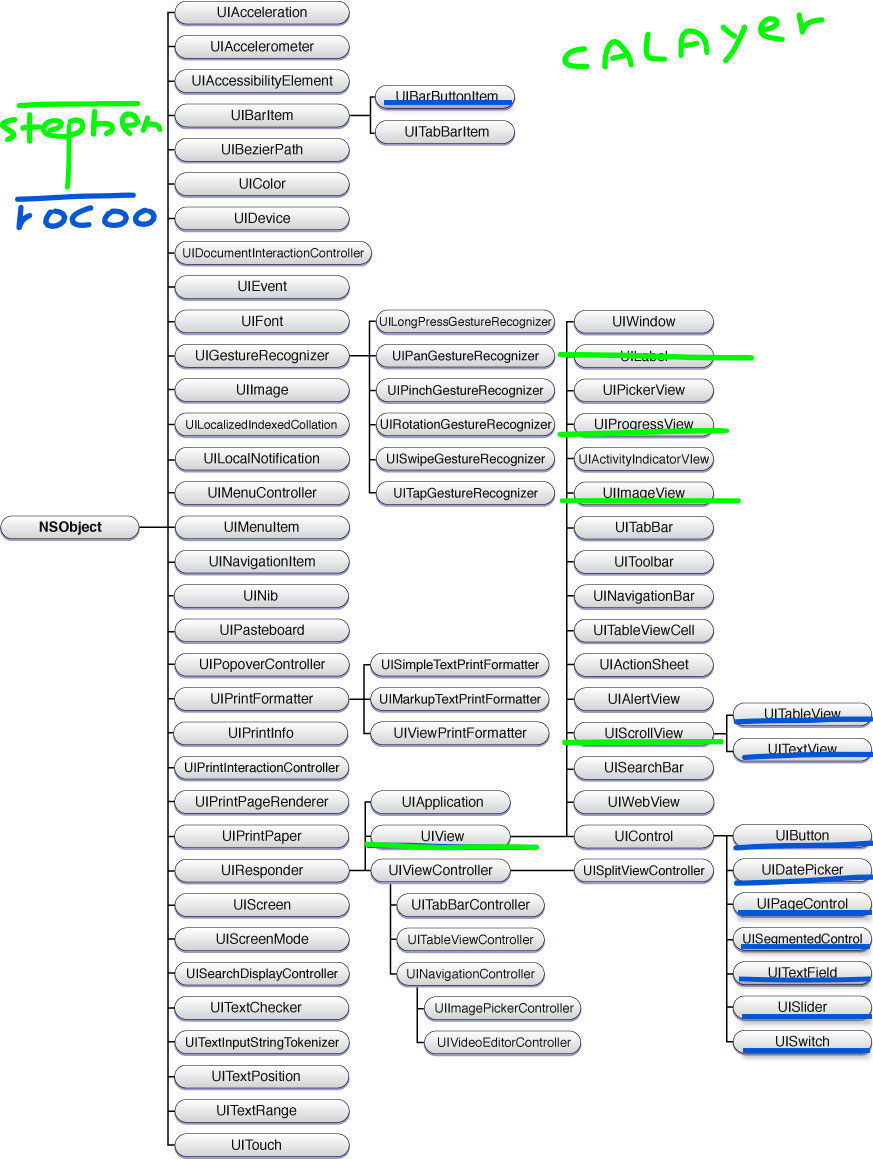 UIAcceleration
CALAyer
UIAccelerometer
UIAccessibilityElement
UIBarButtonItem
UIBarItem
stephen
UITabBarItem
UIBezierPath
UIColor
rocoo
UIDevice
UIDocumentInteractionController
UIEvent
UIFont
UILongPressGestureRecognizer
UIWindow
UIGestureRecognizer
UIPanGestureRecognizer
UILabel
UIImage
UIPinchGestureRecognizer
UIPickerView
UILocalizedIndexedCollation
UIRotationGestureRecognizer
UIProgressView
UILocalNotification
UISwipeGestureRecognizer
UIActivityIndicatorVIew
UIMenuController
UITapGestureRecognizer
UIImageView
NSObject
UIMenuItem
UITabBar
UINavigationItem
UIToolbar
UINib
UINavigationBar
UIPasteboard
UITableViewCell
UIPopoverController
UISimpleTextPrintFormatter
UIActionSheet
UIPrintFormatter
UIMarkupTextPrintFormatter
UIAlertView
UITableView
UIPrintInfo
UIViewPrintFormatter
UIScrollView
UITextView
UIPrintInteractionController
UISearchBar
UIPrintPageRenderer
UIApplication
UIWebView
UIPrintPaper
UIView
UIControl
UIButton
UIResponder
UIViewController
UISplitViewController
UIDatePicker
UIScreen
UITabBarController
UIPageControl
UIScreenMode
UITableViewController
UISegmentedControl
UISearchDisplayController
UINavigationController
UITextField
UITextChecker
UIImagePickerController
UISlider
UITextInputStringTokenizer
UIVideoEditorController
UISwitch
UITextPosition
UITextRange
UITouch